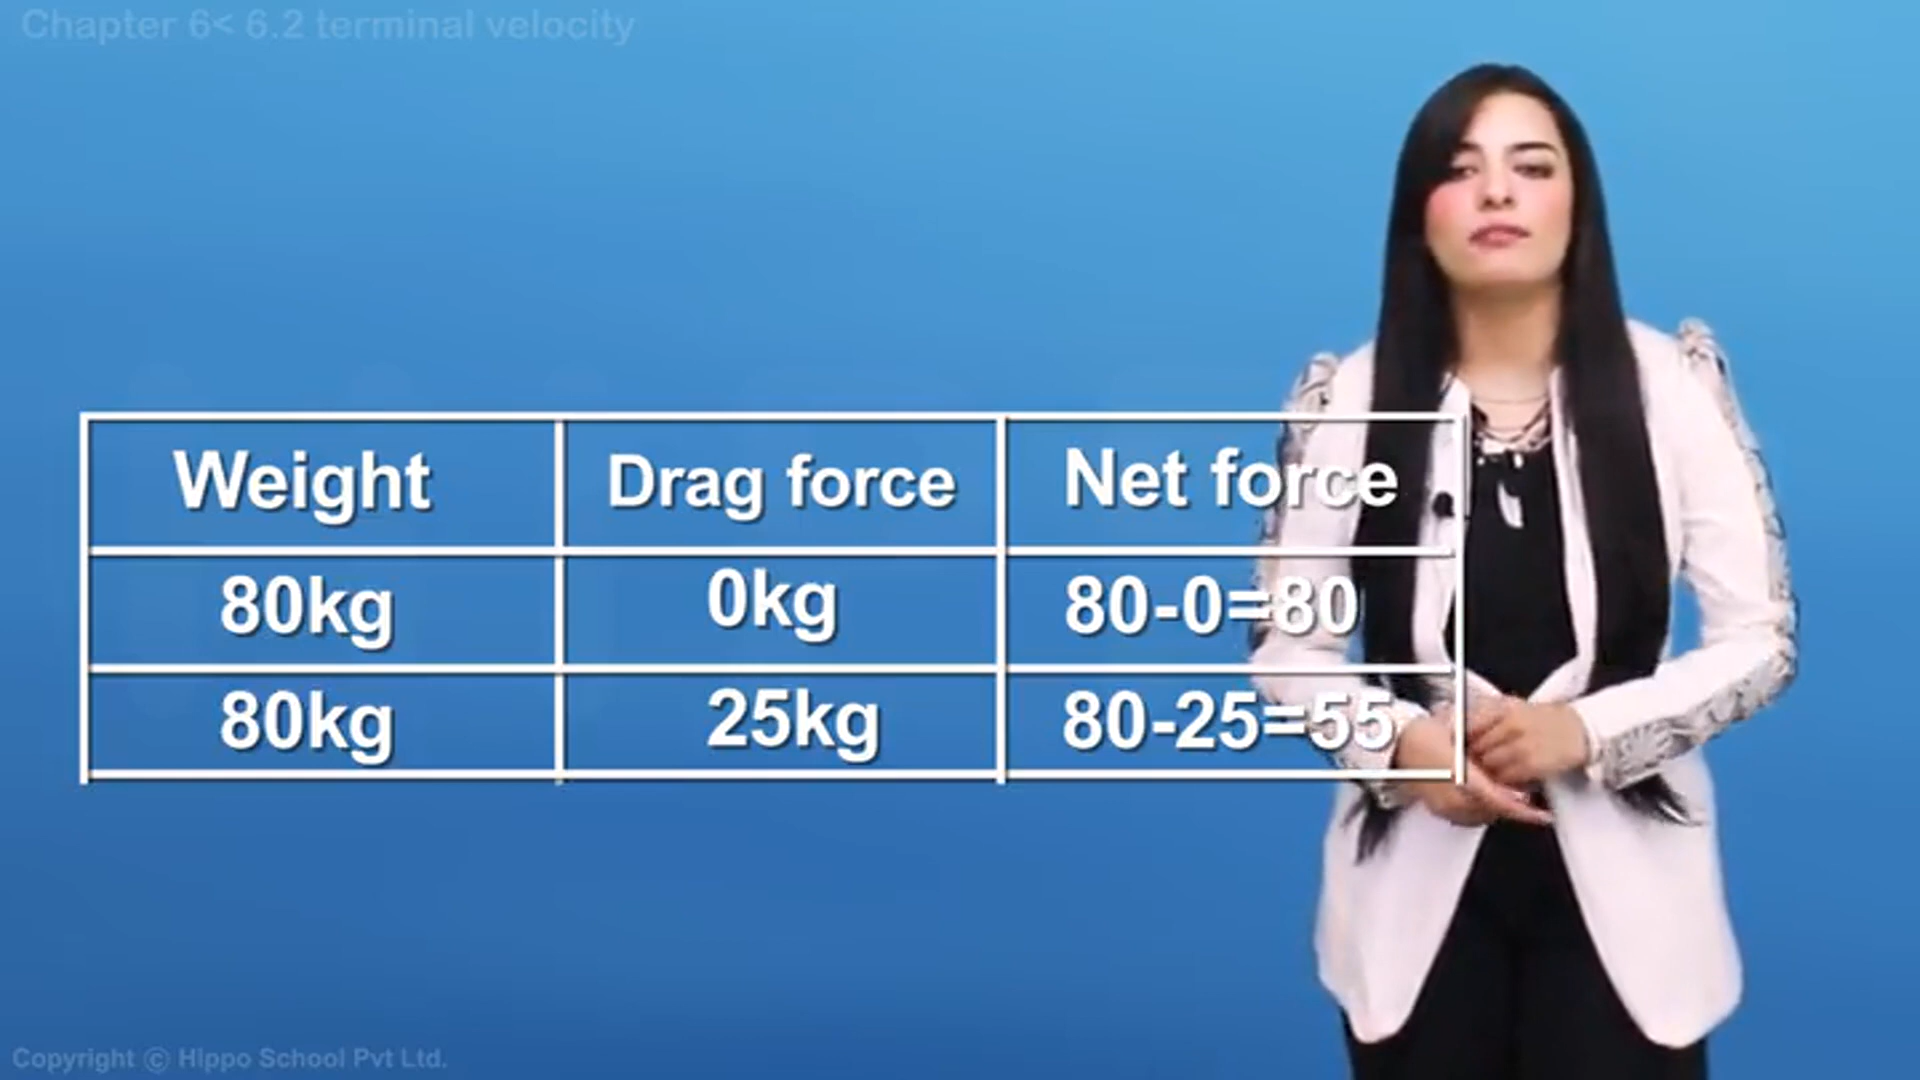 Chapter 6< 6.2 terminal velocity
Weight Drag force Net force
80kg 0kg 80-0=80
80kg 25kg 80-25=55
Copyright © Hippo School Pvt Ltd.